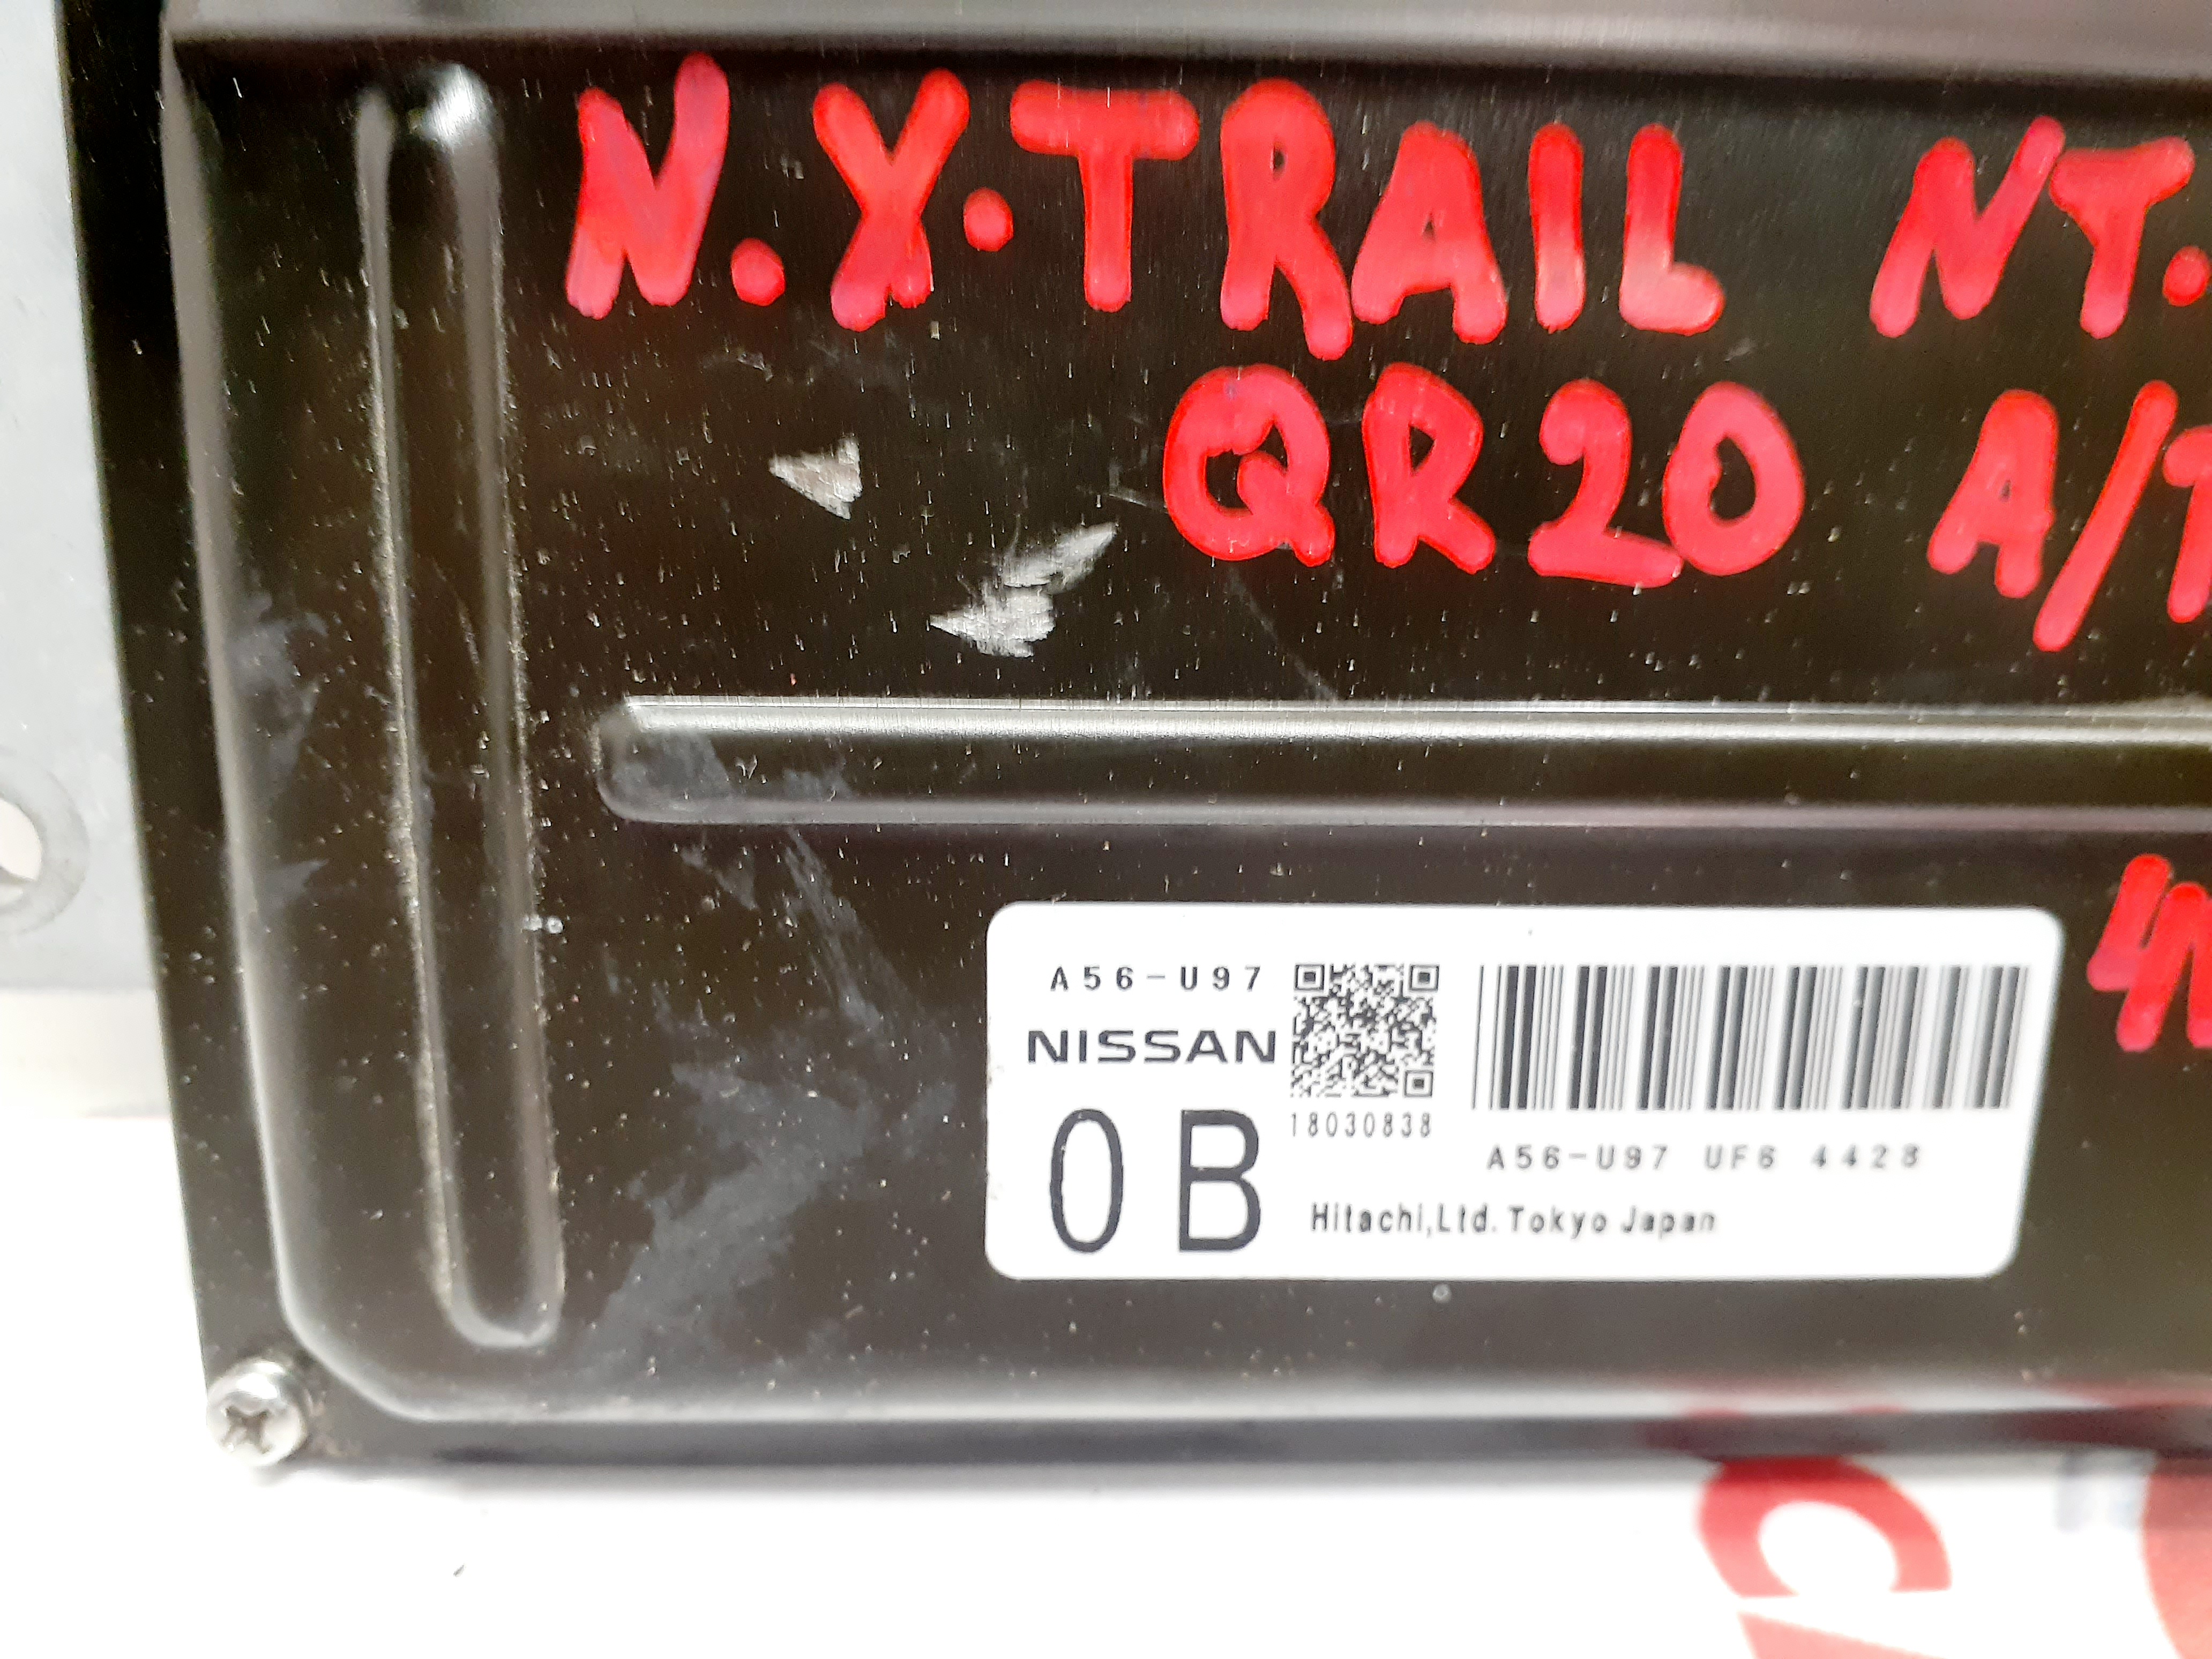 N.X.TRAIL NT.
QR20 A/T
A56-U97
NISSAN
0B
18030838
A56-U97 UF6 4428
Hitachi,Ltd. Tokyo Japan